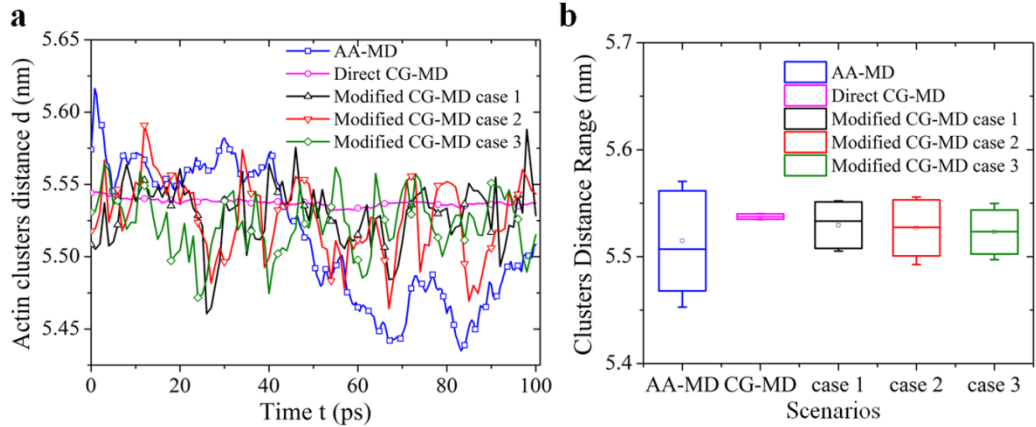 a
Actin clusters distance d (nm)
5.65
5.60
5.55
5.50
5.45
0
20
40
60
80
100
Time t (ps)
AA-MD
Direct CG-MD
Modified CG-MD case 1
Modified CG-MD case 2
Modified CG-MD case 3
b
Clusters Distance Range (nm)
5.7
5.6
5.5
5.4
AA-MD
Direct CG-MD
Modified CG-MD case 1
Modified CG-MD case 2
Modified CG-MD case 3
AA-MD CG-MD case 1 case 2 case 3
Scenarios